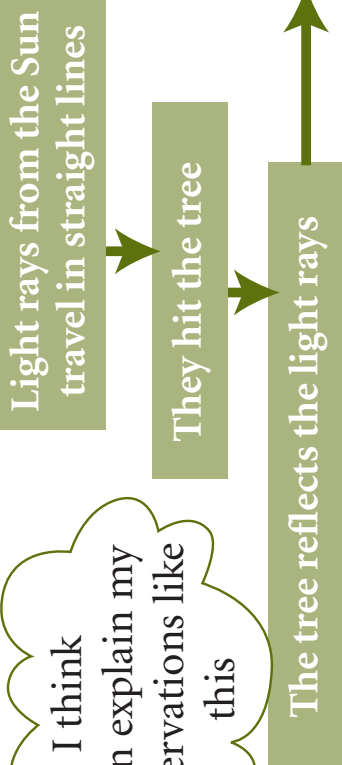 Light rays from the Sun
travel in straight lines
They hit the tree
The tree reflects the light rays
I think
explain my
like
this